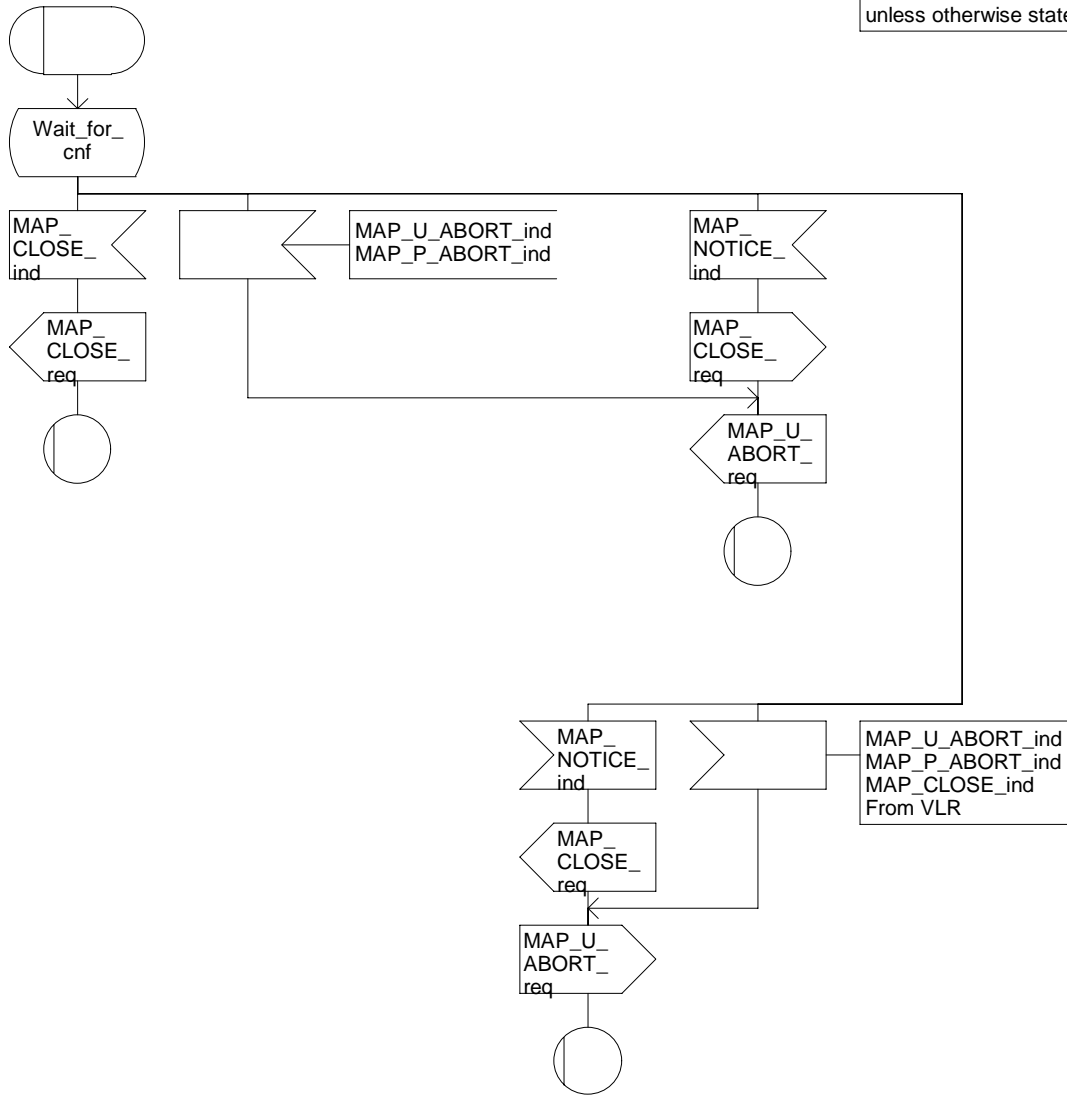 unless otherwise state
Wait_for_
cnf
MAP_
CLOSE_
ind
MAP_U_ABORT_ind
MAP_P_ABORT_ind
MAP_
NOTICE_
ind
MAP_
CLOSE_
req
MAP_
CLOSE_
req
MAP_U_
ABORT_
req
MAP_
NOTICE_
ind
MAP_U_ABORT_ind
MAP_P_ABORT_ind
MAP_CLOSE_ind
From VLR
MAP_
CLOSE_
req
MAP_U_
ABORT_
req